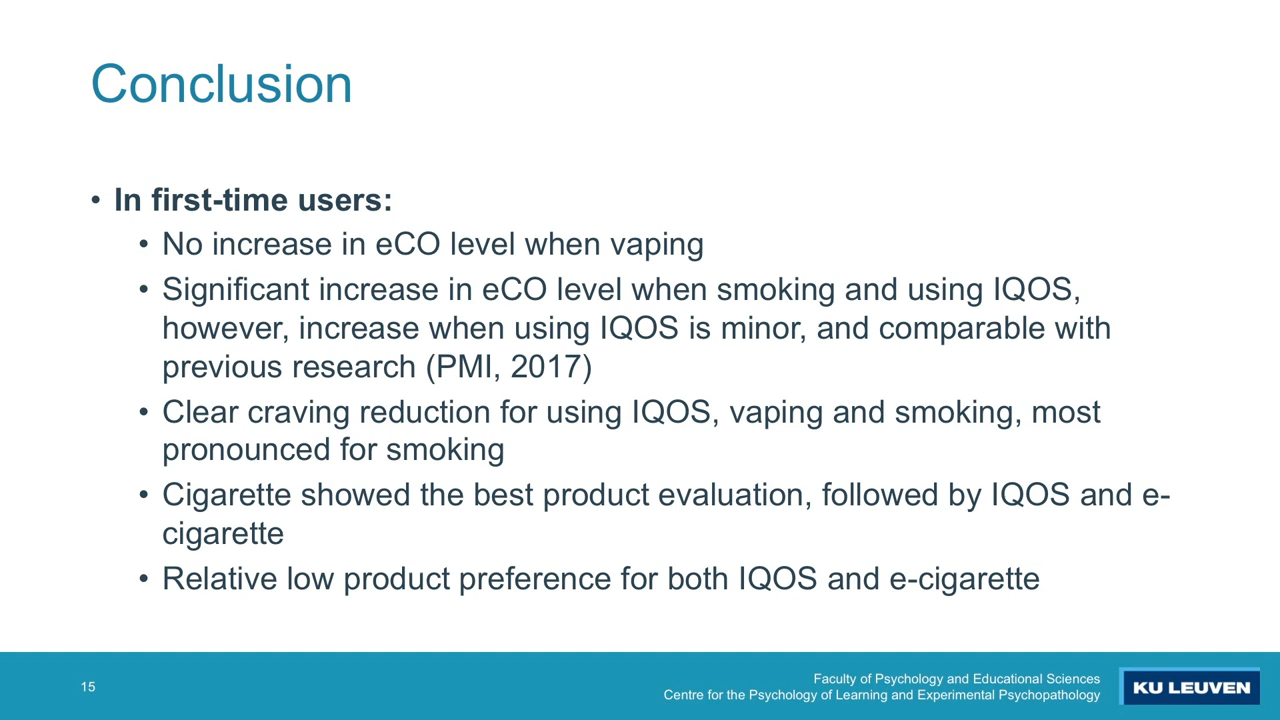 Conclusion
• In first-time users:
• No increase in eCO level when vaping
• Significant increase in eCO level when smoking and using IQOS,
however, increase when using IQOS is minor, and comparable with
previous research (PMI, 2017)
• Clear craving reduction for using IQOS, vaping and smoking, most
pronounced for smoking
• Cigarette showed the best product evaluation, followed by IQOS and e-
cigarette
• Relative low product preference for both IQOS and e-cigarette
15
Faculty of Psychology and Educational Sciences
Centre for the Psychology of Learning and Experimental Psychopathology
KU LEUVEN